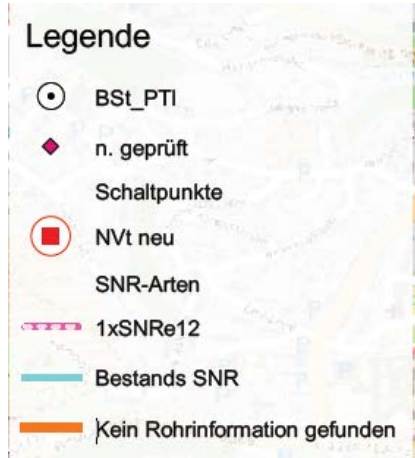 Legende
BSt_PTI
n. geprüft
Schaltpunkte
NVt neu
SNR-Arten
1xSNRe12
Bestands SNR
Kein Rohrinformation gefunden